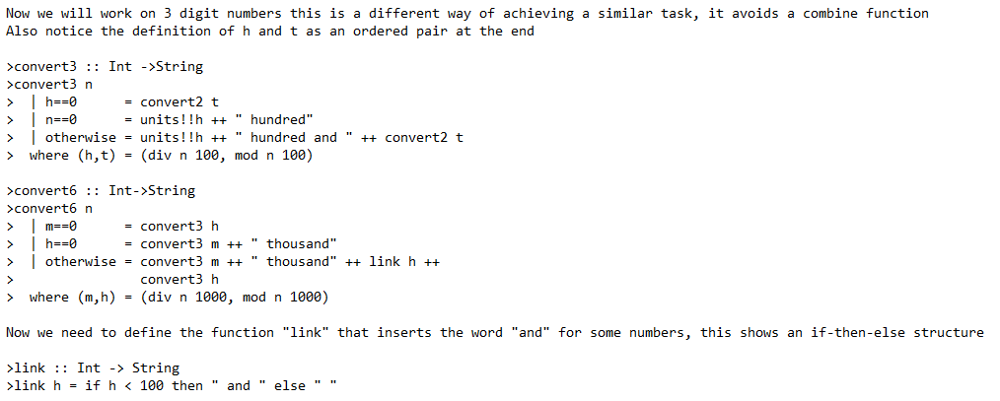 Now we will work on 3 digit numbers this is a different way of achieving a similar task, it avoids a combine function
Also notice the definition of h and t as an ordered pair at the end
>convert3 :: Int ->String
>convert3 n
>  | h==0      = convert2 t
>  | n==0      = units!!h ++ " hundred"
>  | otherwise = units!!h ++ " hundred and " ++ convert2 t
>  where (h,t) = (div n 100, mod n 100)
>convert6 :: Int->String
>convert6 n
>  | m==0      = convert3 h
>  | h==0      = convert3 m ++ " thousand"
>  | otherwise = convert3 m ++ " thousand" ++ link h ++
>                convert3 h
>  where (m,h) = (div n 1000, mod n 1000)
Now we need to define the function "link" that inserts the word "and" for some numbers, this shows an if-then-else structure
>link :: Int -> String
>link h = if h < 100 then " and " else " "